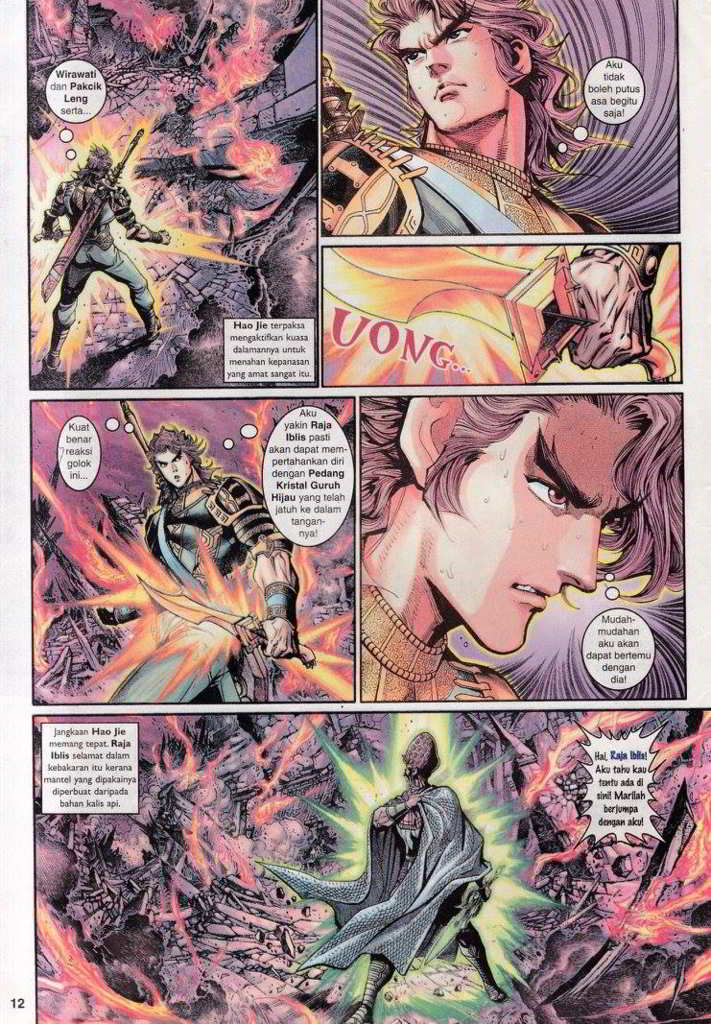 Wirawati
dan Pakcik
Leng
serta...
Hao Jie terpaksa
mengaktifkan kuasa
dalamannya untuk
menahan kepanasan
yang amat sangat itu.
Aku
tidak
boleh putus
asa begitu
saja!
UONG...
Kuat
benar
reaksi
golok
ini...
Aku
yakin Raja
Iblis pasti
akan dapat mem-
pertahankan diri
dengan Pedang
Kristal Guruh
Hijau yang telah
jatuh ke dalam
tangan-
nya!
Mudah-
mudahan
aku akan
dapat bertemu
dengan
dia!
Jangkaan Hao Jie
memang tepat. Raja
Iblis selamat dalam
kebakaran itu kerana
mantel yang dipakainya
diperbuat daripada
bahan kalis api.
Hai, Raja Iblis!
Aku tahu kau
tentu ada di
sini! Marilah
berjumpa
dengan aku!
12